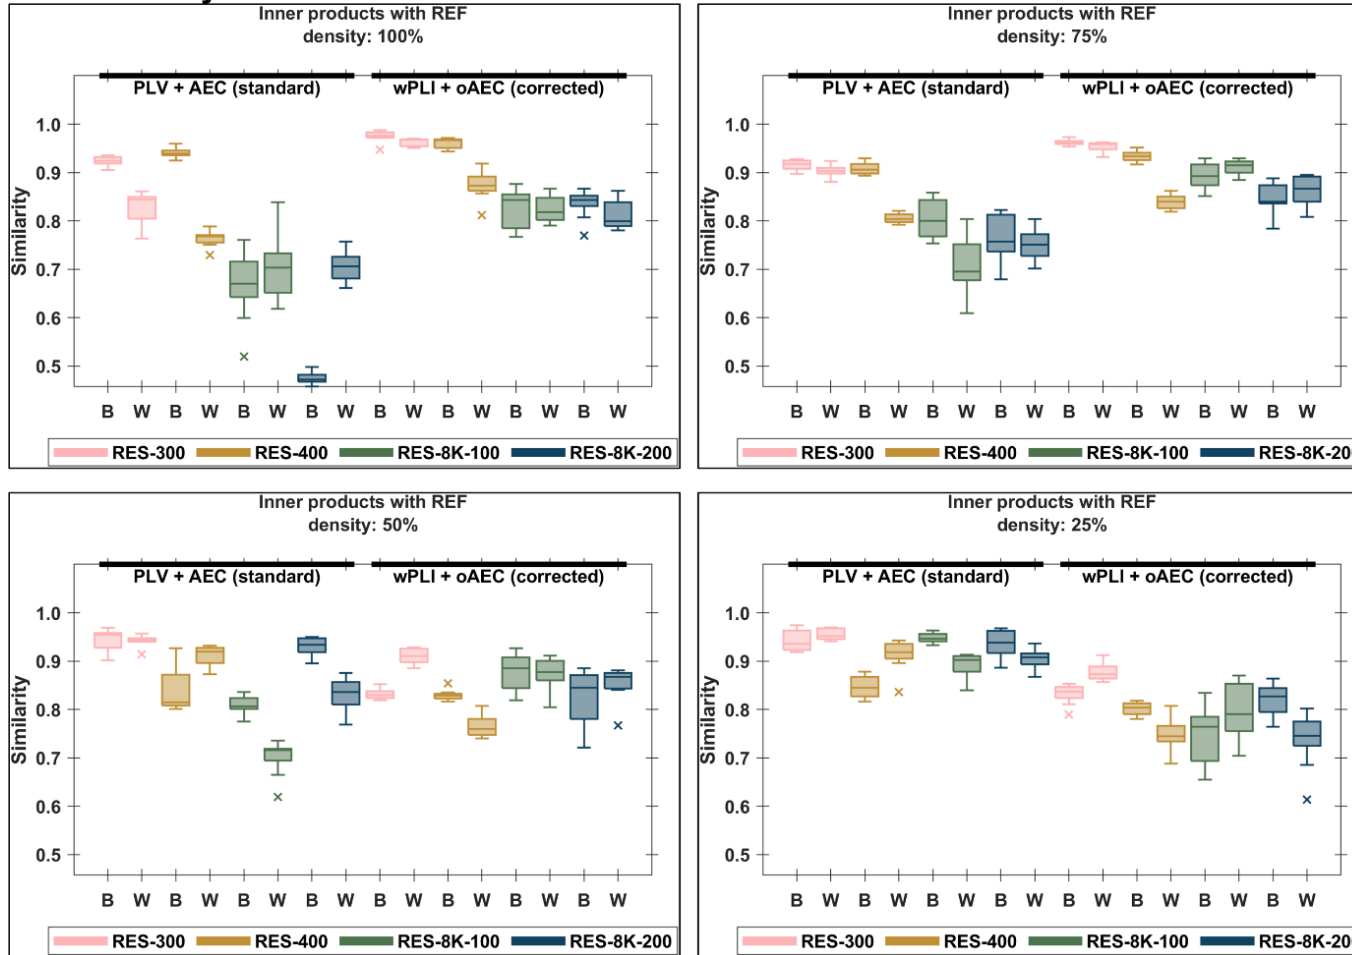 Inner products with REF
density: 100%
PLV + AEC (standard) wPLI + oAEC (corrected)
1.0
0.9
0.8
0.7
0.6
0.5
Similarity
B W B W B W B W B W B W B W B W
RES-300 RES-400 RES-8K-100 RES-8K-200
Inner products with REF
density: 75%
PLV + AEC (standard) wPLI + oAEC (corrected)
1.0
0.9
0.8
0.7
0.6
0.5
Similarity
B W B W B W B W B W B W B W B W
RES-300 RES-400 RES-8K-100 RES-8K-200
Inner products with REF
density: 50%
PLV + AEC (standard) wPLI + oAEC (corrected)
1.0
0.9
0.8
0.7
0.6
0.5
Similarity
B W B W B W B W B W B W B W B W
RES-300 RES-400 RES-8K-100 RES-8K-200
Inner products with REF
density: 25%
PLV + AEC (standard) wPLI + oAEC (corrected)
1.0
0.9
0.8
0.7
0.6
0.5
Similarity
B W B W B W B W B W B W B W B W
RES-300 RES-400 RES-8K-100 RES-8K-200